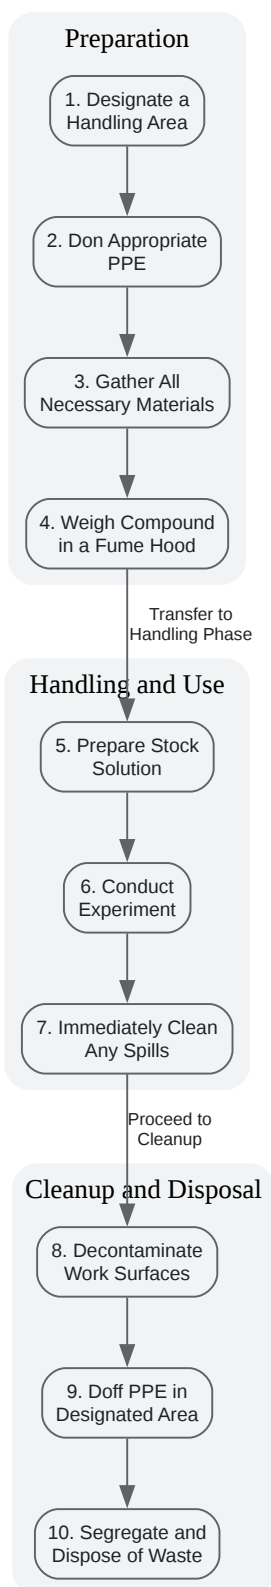 Preparation
1. Designate a
Handling Area
2. Don Appropriate
PPE
3. Gather All
Necessary Materials
4. Weigh Compound
in a Fume Hood
Transfer to
Handling Phase
Handling and Use
5. Prepare Stock
Solution
6. Conduct
Experiment
7. Immediately Clean
Any Spills
Proceed to
Cleanup
Cleanup and Disposal
8. Decontaminate
Work Surfaces
9. Doff PPE in
Designated Area
10. Segregate and
Dispose of Waste